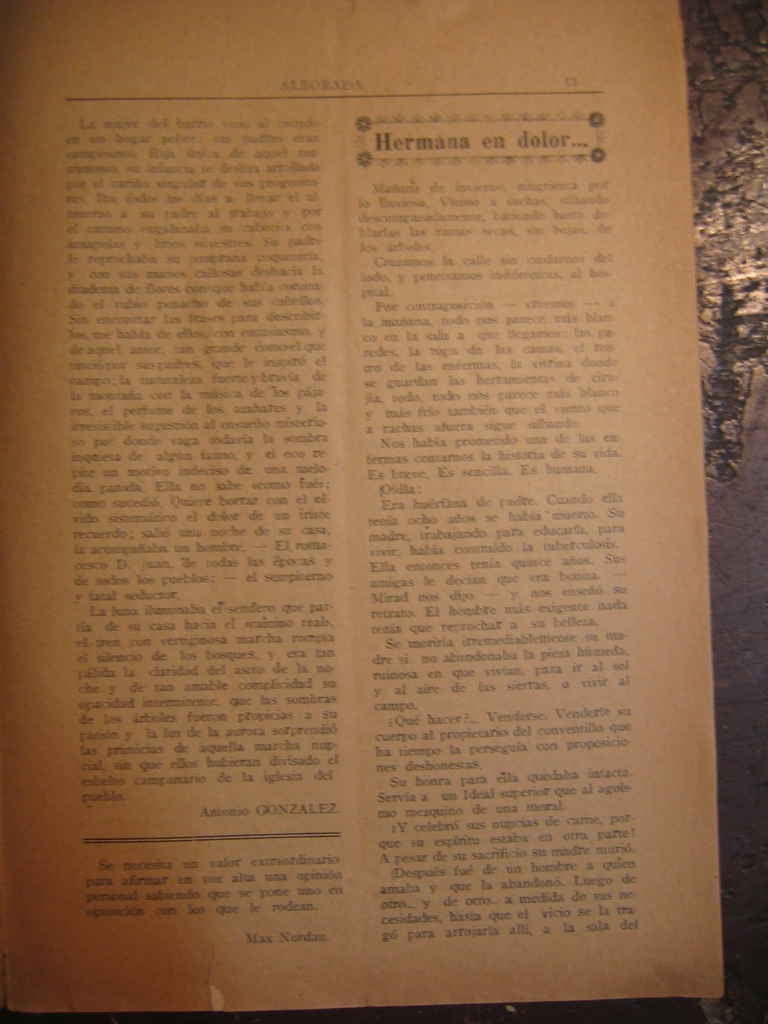 ALBORADA
13
La mujer del barrio vino al mundo
en un hogar pobre; sus padres eran
campesinos. Hija única de aquel ma-
trimonio, su infancia se desliza arrollada
por el cariño singular de sus progenito-
res. Iba todos los días a llevar el al-
muerzo a su padre al trabajo y por
el camino engalanaba su cabecita con
amapolas y lirios silvestres. Su padre
le reprochaba su temprana coquetería,
y con sus manos callosas deshacía la
diadema de flores con que había corona-
do el rubio penacho de sus cabellos.
Sin encontrar las frases para describir-
los, me habla de ellos, con entusiasmo, y
de aquel amor, tan grande como el que
sintió por sus padres, que le inspiró el
campo; la naturaleza fuerte y bravía de
la montaña con la música de los pája-
ros, el perfume de los azahares y la
irresistible sugestión al ensueño misterio-
so por donde vaga todavía la sombra
inquieta de algún fauno, y el eco re-
pite un motivo indeciso de una melo-
día pánida. Ella no sabe «como fué»;
como sucedió. Quiere borrar con el ol-
vido sistemático el dolor de un triste
recuerdo; salió una noche de su casa,
la acompañaba un hombre. — El roman-
cesco D. Juan, de todas las épocas y
de todos los pueblos: — el sempiterno
y fatal seductor.
La luna iluminaba el sendero que par-
tía de su casa hacia el «camino real»,
el tren con vertiginosa marcha rompía
el silencio de los bosques, y era tan
pálida la claridad del astro de la no-
che y de tan amable complicidad su
opacidad intermitente, que las sombras
de los árboles fueron propicias a su
pasión y la luz de la aurora sorprendió
las primicias de aquella marcha nup-
cial, sin que ellos hubieran divisado el
esbelto campanario de la iglesia del
pueblo.
Antonio GONZALEZ
Se necesita un valor extraordinario
para afirmar en voz alta una opinión
personal sabiendo que se pone uno en
oposición con los que le rodean.
Max Nordau.
Hermana en dolor...
Mañana de invierno, mugrienta por
lo lluviosa. Viento a rachas, silbando
descompasadamente, batiendo hasta do-
blarlas las ramas secas, sin hojas, de
los árboles.
Cruzamos la calle sin cuidarnos del
lodo, y penetramos indiferentes, al hos-
pital.
Por contraposición — creemos — a
la mañana, todo nos parece más blan-
co en la sala a que llegamos: las pa-
redes, la ropa de las camas, el ros-
tro de las enfermas, la vitrina donde
se guardan las herramientas de ciru-
jía, todo, todo nos parece más blanco
y más frío también que el viento que
a rachas afuera sigue silbando.
Nos había prometido una de las en-
fermas contarnos la historia de su vida.
Es breve. Es sencilla. Es humana.
¡Oídla:
Era huérfana de padre. Cuando ella
tenía ocho años se había muerto. Su
madre, trabajando para educarla, para
vivir, había contraído la tuberculosis.
Ella entonces tenía quince años. Sus
amigas le decían que era bonita. —
Mirad nos dijo — y nos enseñó su
retrato. El hombre más exigente nada
tenía que reprochar a su belleza.
Se moriría irremediablemente su ma-
dre si no abandonaba la pieza húmeda,
ruinosa en que vivían, para ir al sol
y al aire de las sierras, o vivir al
campo.
¿Qué hacer?... Venderse. Venderle su
cuerpo al propietario del conventillo que
ha tiempo la perseguía con proposicio-
nes deshonestas.
Su honra para ella quedaba intacta.
Servía a un Ideal superior que al agoís-
mo mezquino de una moral.
¡Y celebró sus nupcias de carne, por-
que su espíritu estaba en otra parte!
A pesar de su sacrificio su madre murió.
¡Después fué de un hombre a quien
amaba y que la abandonó. Luego de
otro... y de otro... a medida de sus ne-
cesidades, hasta que el vicio se la tra-
gó para arrojarla allí, a la sala del